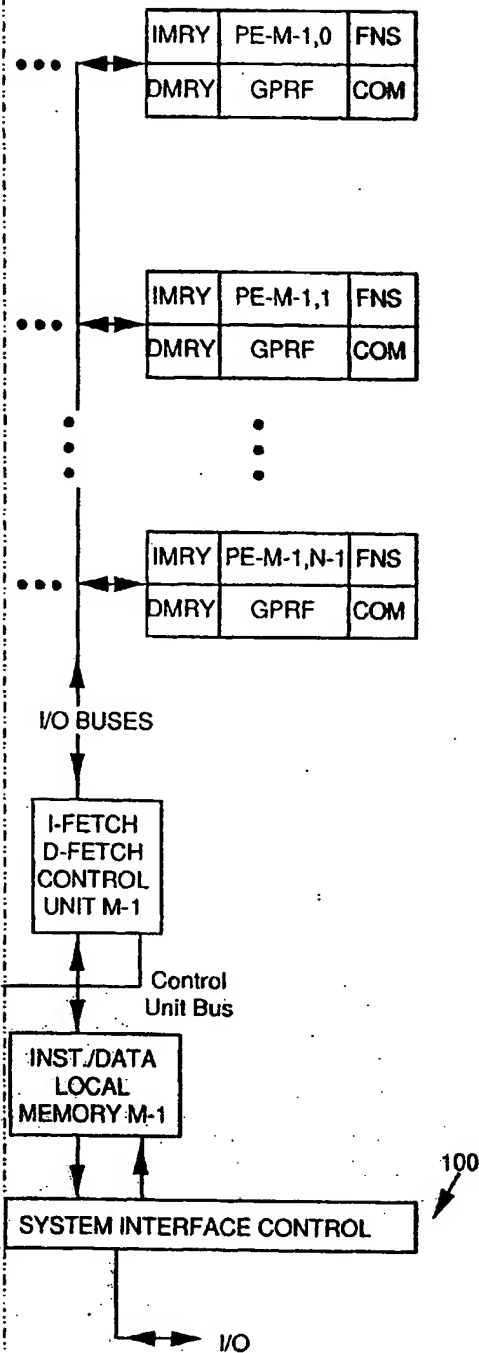 IMRY PE-M-1,0 FNS
DMRY GPRF COM
IMRY PE-M-1,1 FNS
DMRY GPRF COM
IMRY PE-M-1,N-1 FNS
DMRY GPRF COM
I/O BUSES
I-FETCH
D-FETCH
CONTROL
UNIT M-1
Control
Unit Bus
INST./DATA
LOCAL
MEMORY M-1
100
SYSTEM INTERFACE CONTROL
I/O